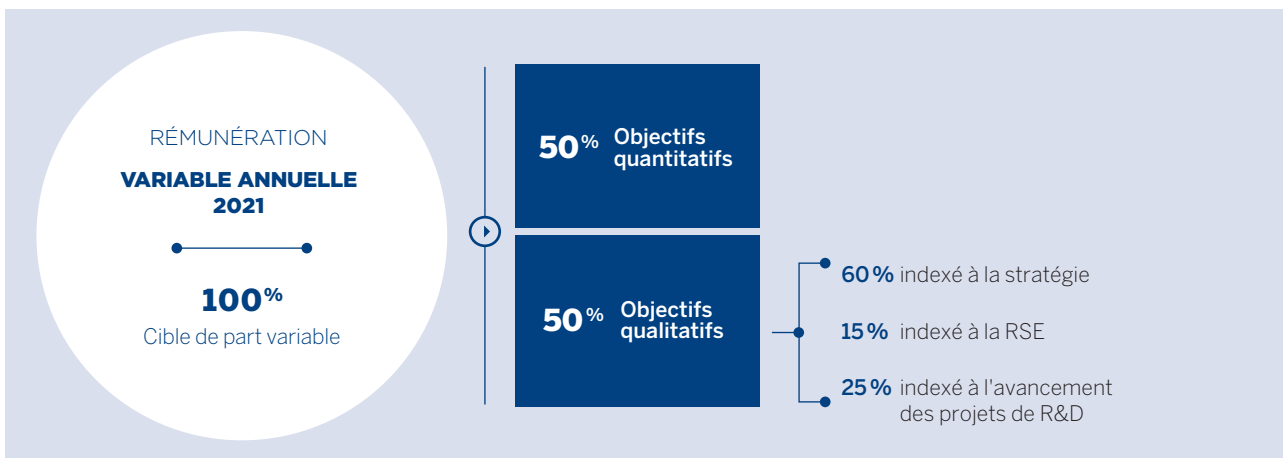 RÉMUNÉRATION
VARIABLE ANNUELLE
2021
100%
Cible de part variable
50% Objectifs
quantitatifs
50% Objectifs
qualitatifs
60% indexé à la stratégie
15% indexé à la RSE
25% indexé à l'avancement
des projets de R&D